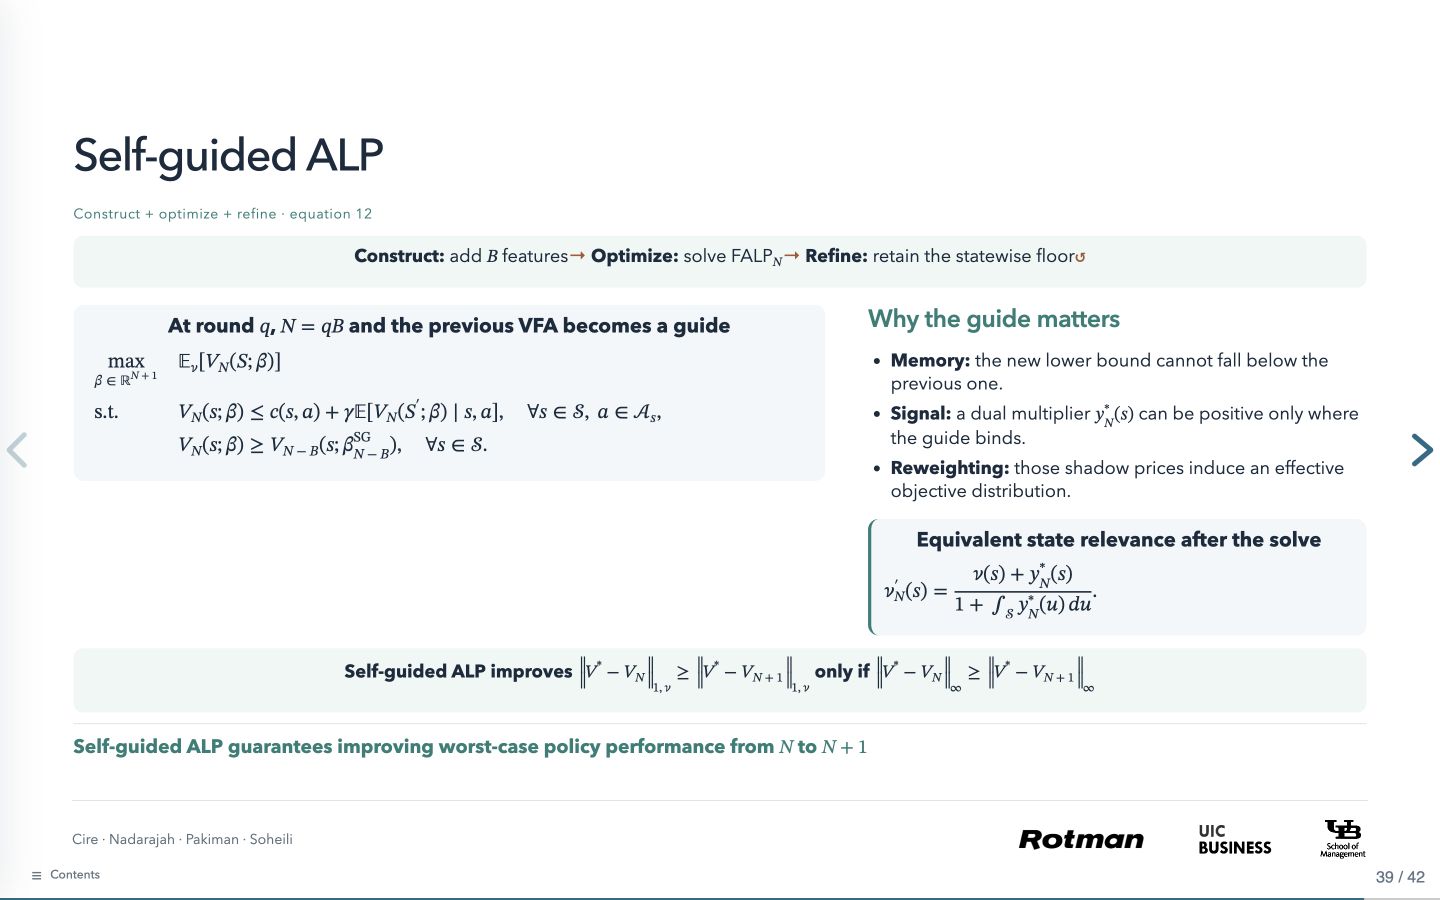 Self-guided ALP
Construct + optimize + refine · equation 12
Construct: add B features→ Optimize: solve FALP_N→ Refine: retain the statewise floor↺
At round q, N = qB and the previous VFA becomes a guide
max_{β ∈ ℝ^{N+1}} 𝔼_ν[V_N(S; β)]
s.t. V_N(s; β) ≤ c(s, a) + γ𝔼[V_N(S′; β) | s, a], ∀s ∈ 𝒮, a ∈ 𝒜_s,
V_N(s; β) ≥ V_{N−B}(s; β^{SG}_{N−B}), ∀s ∈ 𝒮.
Why the guide matters
• Memory: the new lower bound cannot fall below the
previous one.
• Signal: a dual multiplier y*_N(s) can be positive only where
the guide binds.
• Reweighting: those shadow prices induce an effective
objective distribution.
Equivalent state relevance after the solve
ν′_N(s) = (ν(s) + y*_N(s)) / (1 + ∫_𝒮 y*_N(u) du).
Self-guided ALP improves ‖V* − V_N‖_{1,ν} ≥ ‖V* − V_{N+1}‖_{1,ν} only if ‖V* − V_N‖_∞ ≥ ‖V* − V_{N+1}‖_∞
Self-guided ALP guarantees improving worst-case policy performance from N to N + 1
Cire · Nadarajah · Pakiman · Soheili
Rotman
UIC
BUSINESS
UB
School of
Management
≡ Contents
39 / 42